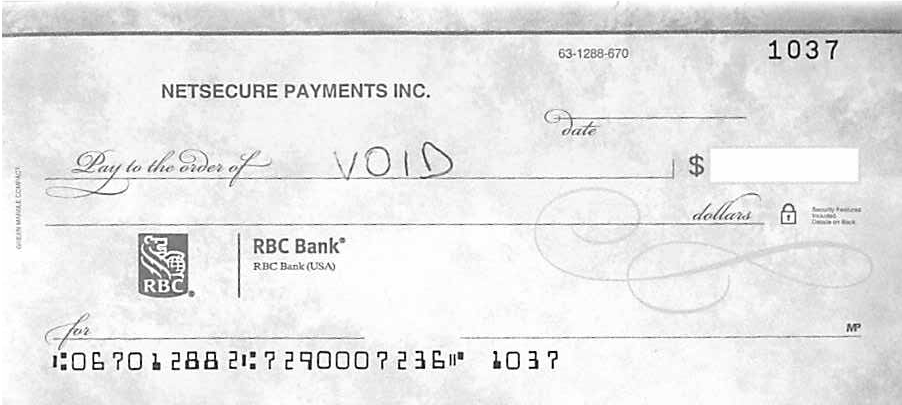 63-1288-670
1037
NETSECURE PAYMENTS INC.
date
Pay to the order of VOID $
dollars
Security Features
Included.
Details on Back.
GREEN MARBLE COMPACT
RBC
RBC Bank®
RBC Bank (USA)
for
MP
⑆067012882⑆7290007236⑈ 1037